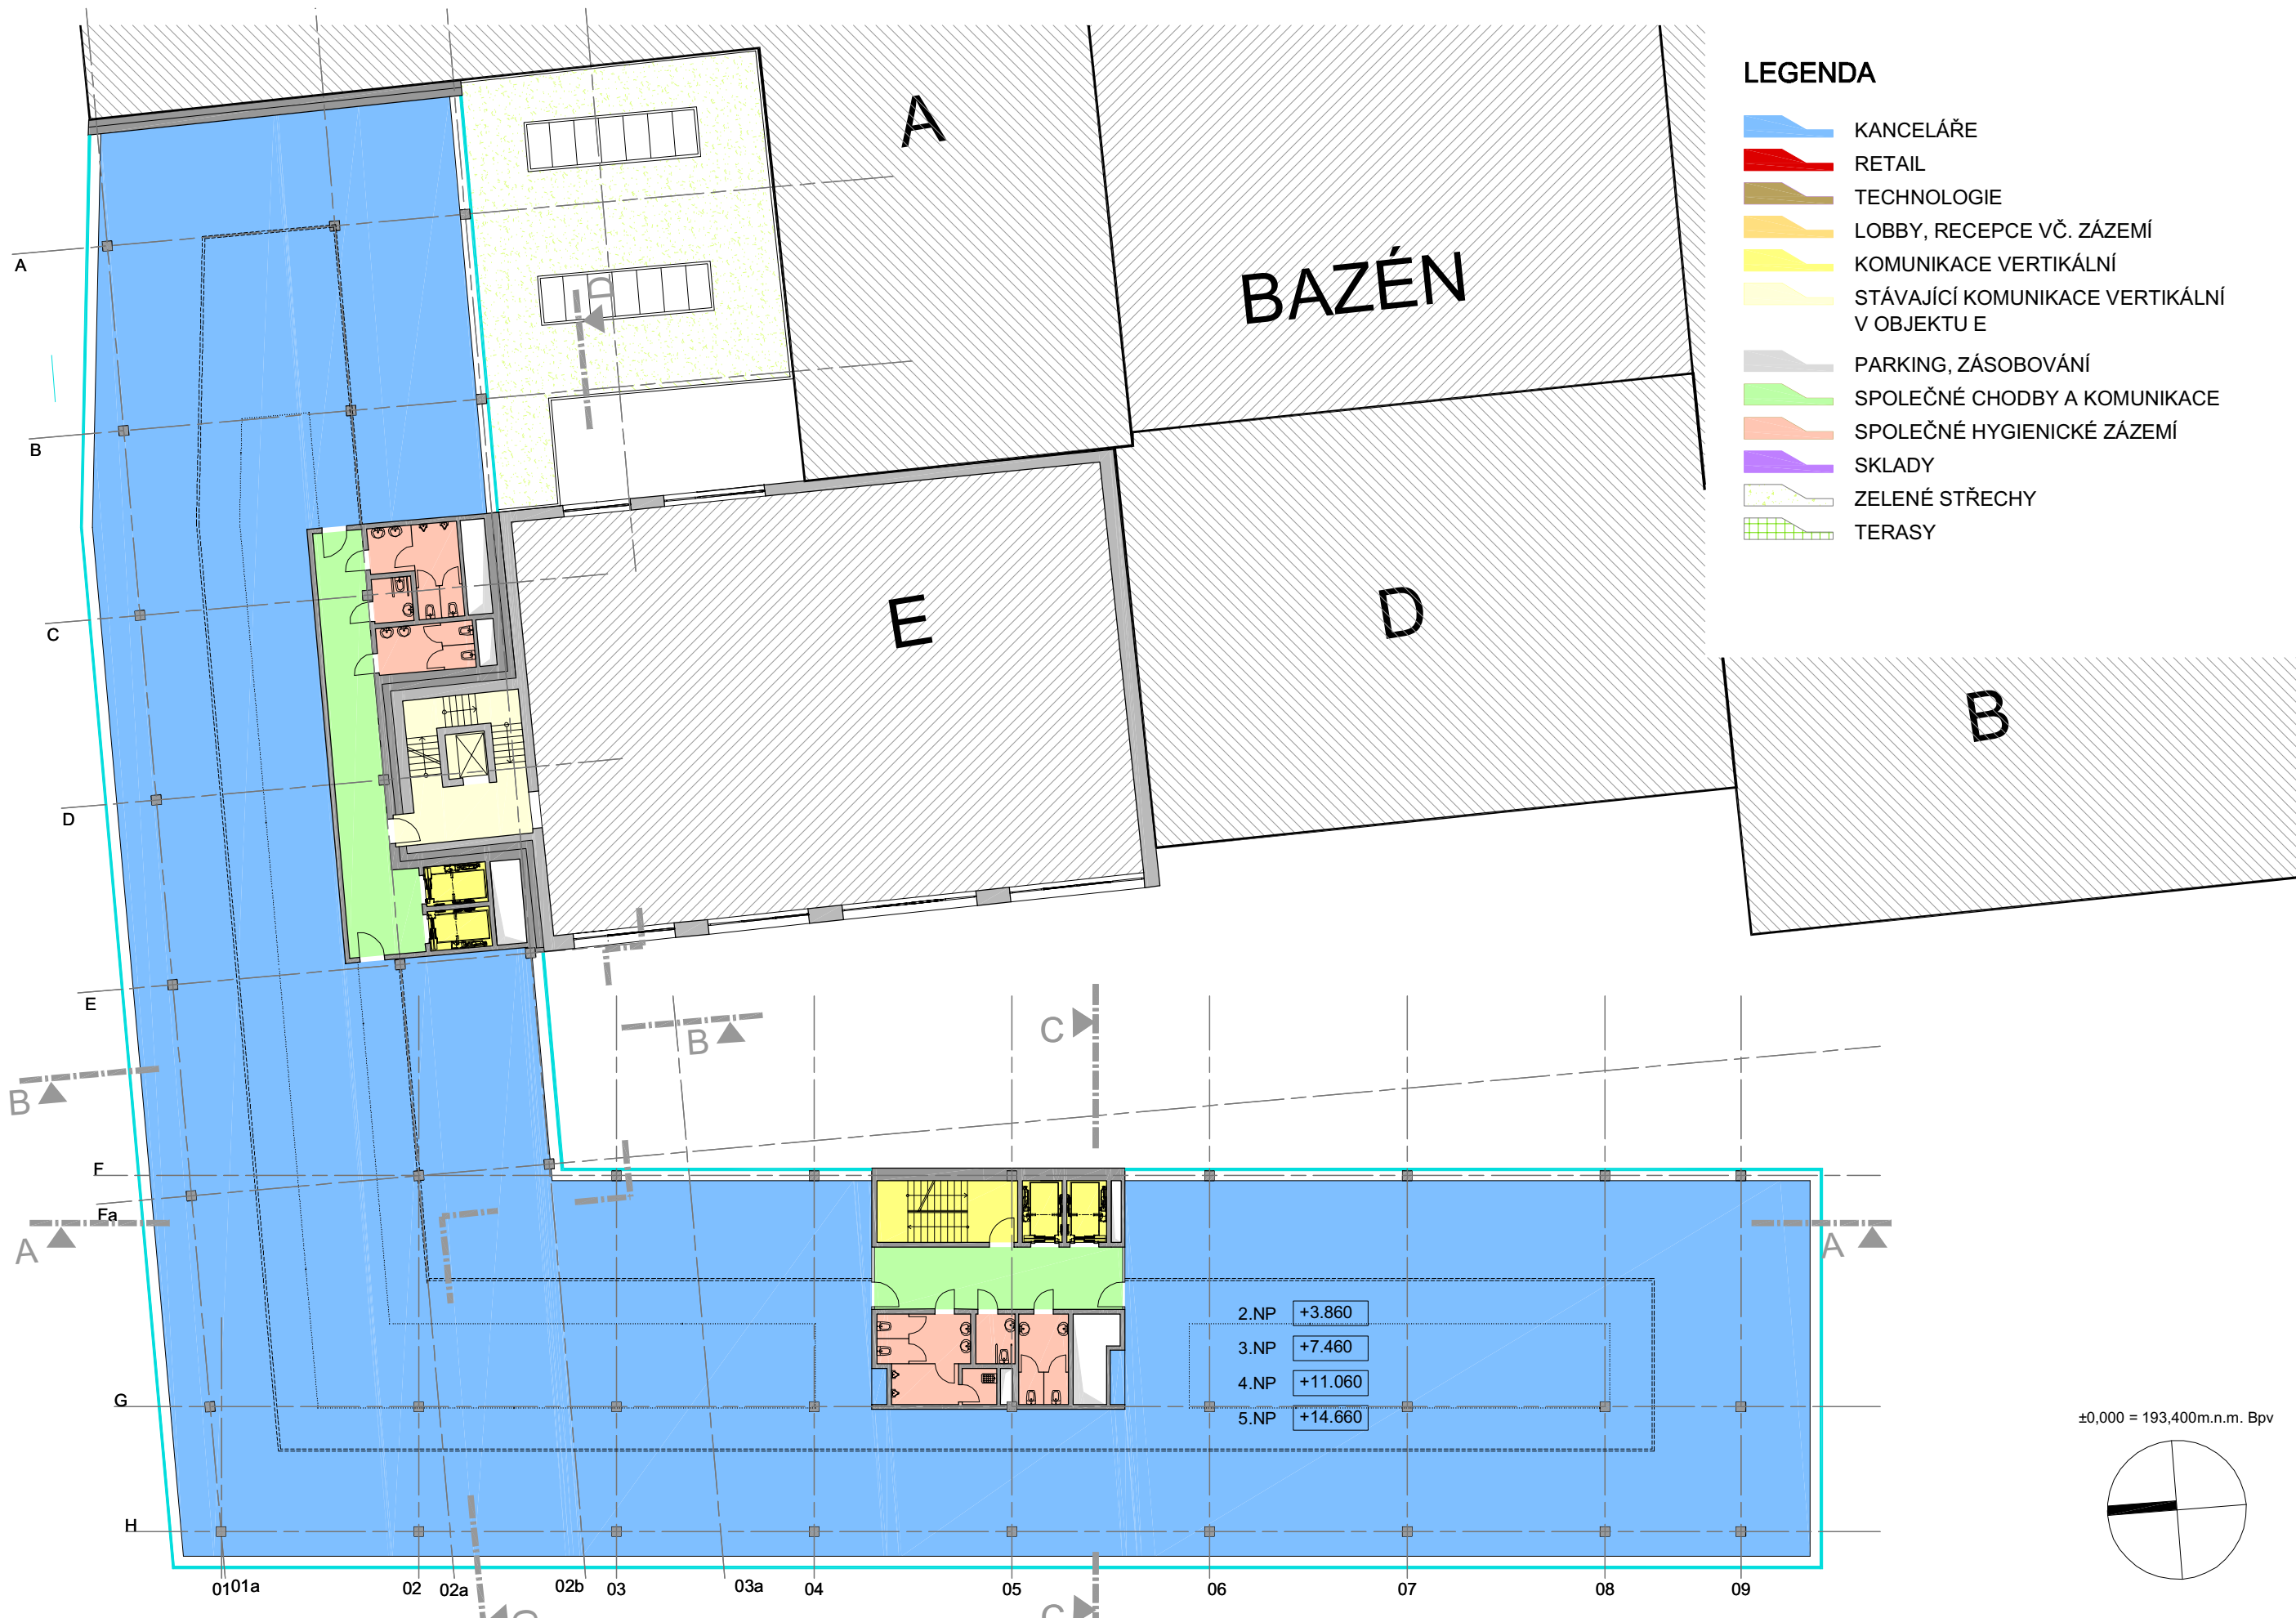 LEGENDA
KANCELÁŘE
RETAIL
TECHNOLOGIE
LOBBY, RECEPCE VČ. ZÁZEMÍ
KOMUNIKACE VERTIKÁLNÍ
STÁVAJÍCÍ KOMUNIKACE VERTIKÁLNÍ
V OBJEKTU E
PARKING, ZÁSOBOVÁNÍ
SPOLEČNÉ CHODBY A KOMUNIKACE
SPOLEČNÉ HYGIENICKÉ ZÁZEMÍ
SKLADY
ZELENÉ STŘECHY
TERASY
A
BAZÉN
E
D
B
D
A
B
C
D
E
B
B
C
F
Fa
A
A
G
H
2.NP +3.860
3.NP +7.460
4.NP +11.060
5.NP +14.660
±0,000 = 193,400m.n.m. Bpv
01 01a 02 02a 02b 03 03a 04 05 06 07 08 09
C